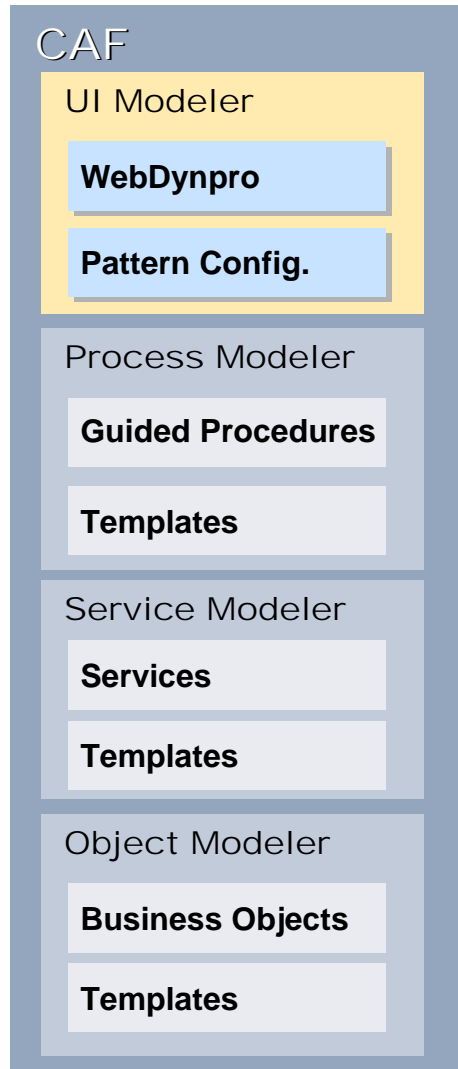 CAF
UI Modeler
WebDynpro
Pattern Config.
Process Modeler
Guided Procedures
Templates
Service Modeler
Services
Templates
Object Modeler
Business Objects
Templates